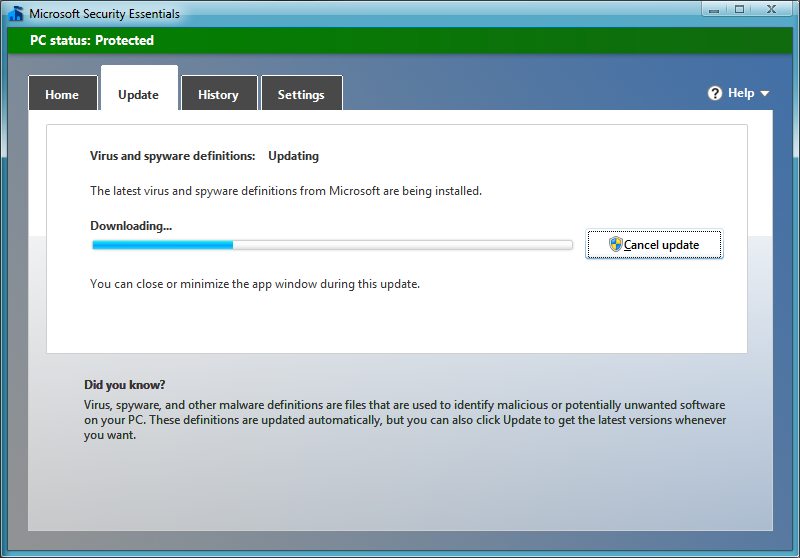 Microsoft Security Essentials
PC status: Protected
Home
Update
History
Settings
Help
Virus and spyware definitions: Updating
The latest virus and spyware definitions from Microsoft are being installed.
Downloading...
Cancel update
You can close or minimize the app window during this update.
Did you know?
Virus, spyware, and other malware definitions are files that are used to identify malicious or potentially unwanted software
on your PC. These definitions are updated automatically, but you can also click Update to get the latest versions whenever
you want.